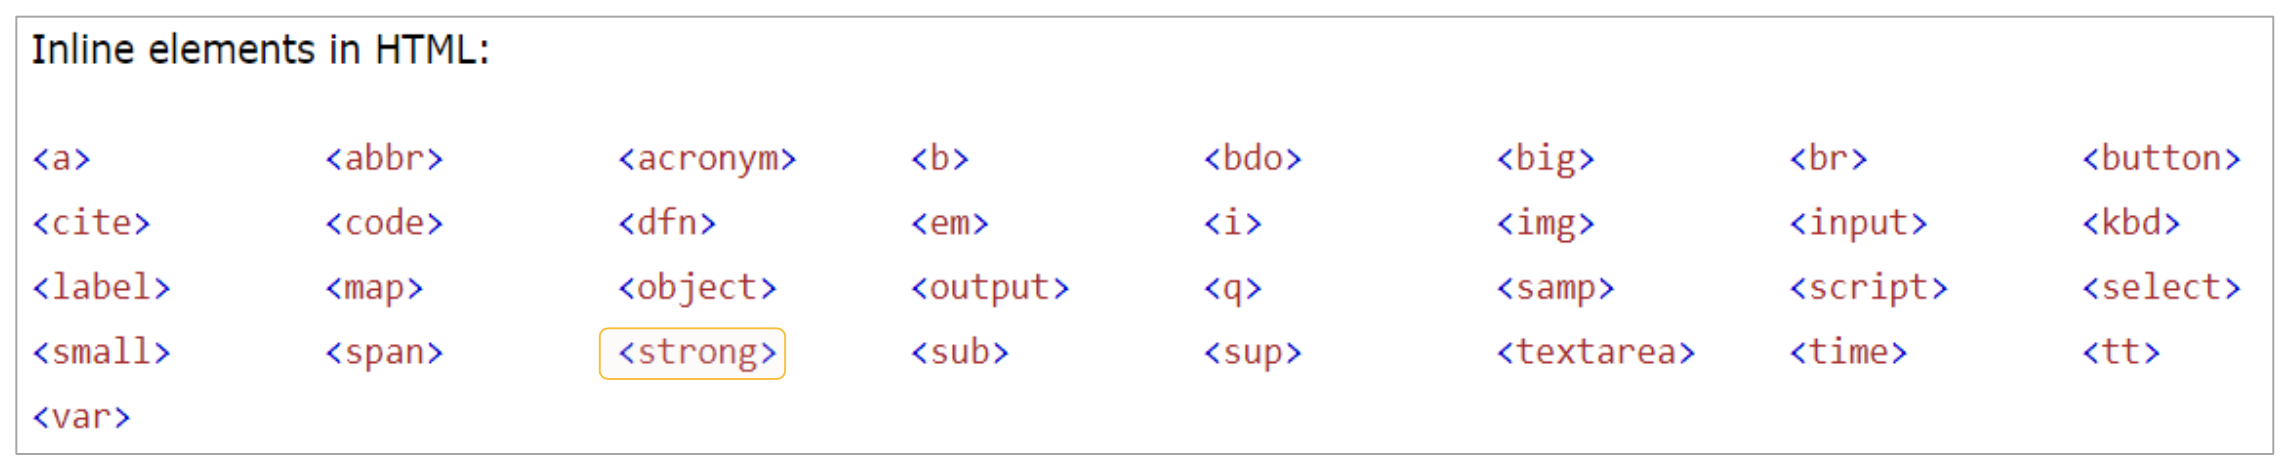 Inline elements in HTML:
<a> <abbr> <acronym> <b> <bdo> <big> <br> <button>
<cite> <code> <dfn> <em> <i> <img> <input> <kbd>
<label> <map> <object> <output> <q> <samp> <script> <select>
<small> <span> <strong> <sub> <sup> <textarea> <time> <tt>
<var>